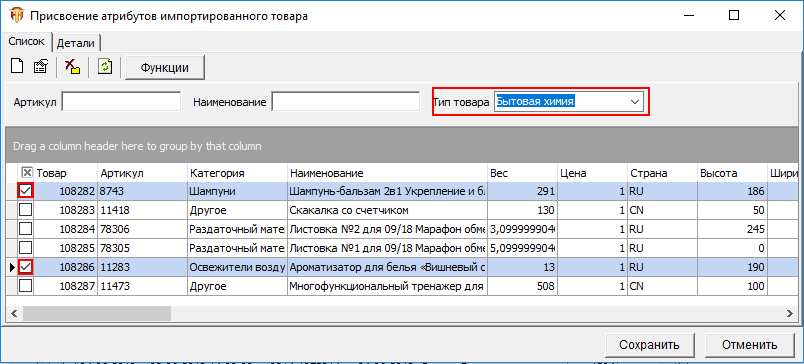 Присвоение атрибутов импортированного товара
Список Детали
Функции
Артикул Наименование Тип товара Бытовая химия
Drag a column header here to group by that column
Товар Артикул Категория Наименование Вес Цена Страна Высота Шири
108282 8743 Шампуни Шампунь-бальзам 2в1 Укрепление и бл 291 1 RU 186
108283 11418 Другое Скакалка со счетчиком 130 1 CN 50
108284 78306 Раздаточный мате Листовка №2 для 09/18 Марафон обме 3,0999999046 1 RU 245
108285 78305 Раздаточный мате Листовка №1 для 09/18 Марафон обме 5,0999999046 1 RU 0
108286 11283 Освежители возду Ароматизатор для белья «Вишневый с 13 1 RU 190
108287 11473 Другое Многофункциональный тренажер для 508 1 CN 100
Сохранить Отменить